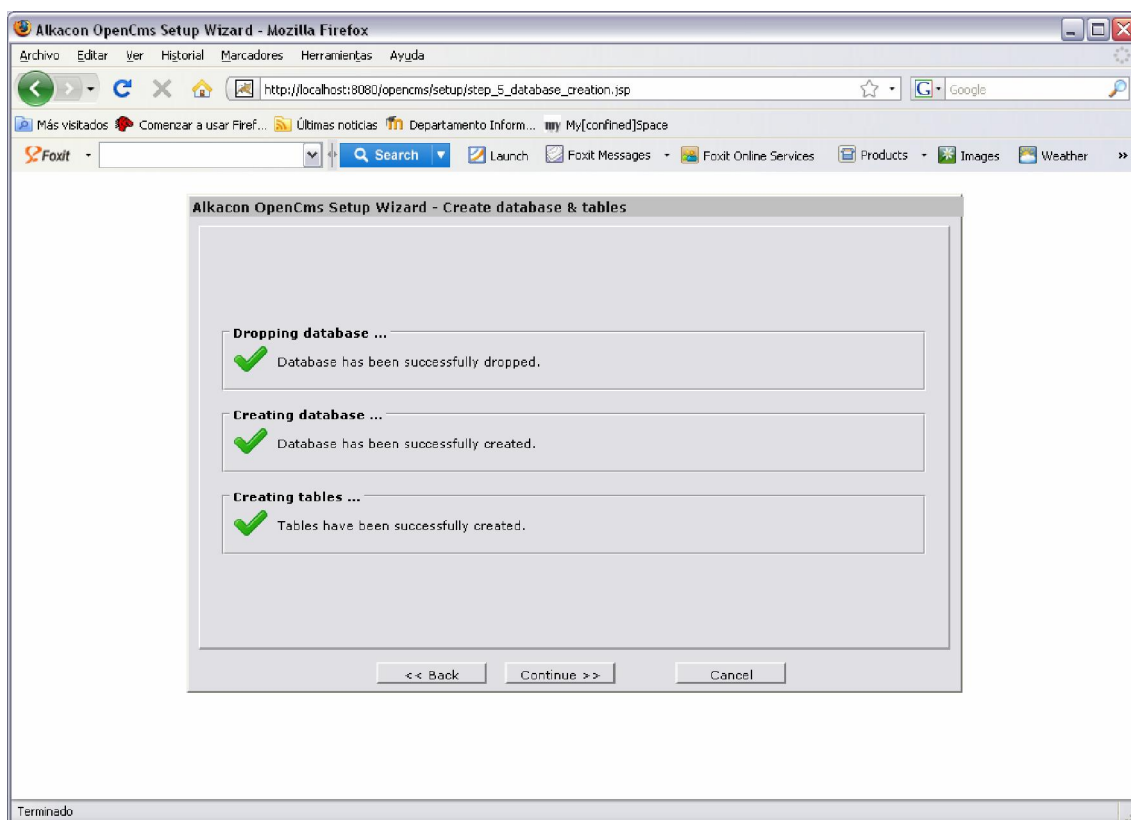 Alkacon OpenCms Setup Wizard - Mozilla Firefox
Archivo Editar Ver Historial Marcadores Herramientas Ayuda
http://localhost:8080/opencms/setup/step_5_database_creation.jsp
G Google
Más visitados Comenzar a usar Firef... Últimas noticias Departamento Inform... my My[confined]Space
Foxit Search Launch Foxit Messages Foxit Online Services Products Images Weather »
Alkacon OpenCms Setup Wizard - Create database & tables
Dropping database ...
Database has been successfully dropped.
Creating database ...
Database has been successfully created.
Creating tables ...
Tables have been successfully created.
<< Back Continue >> Cancel
Terminado